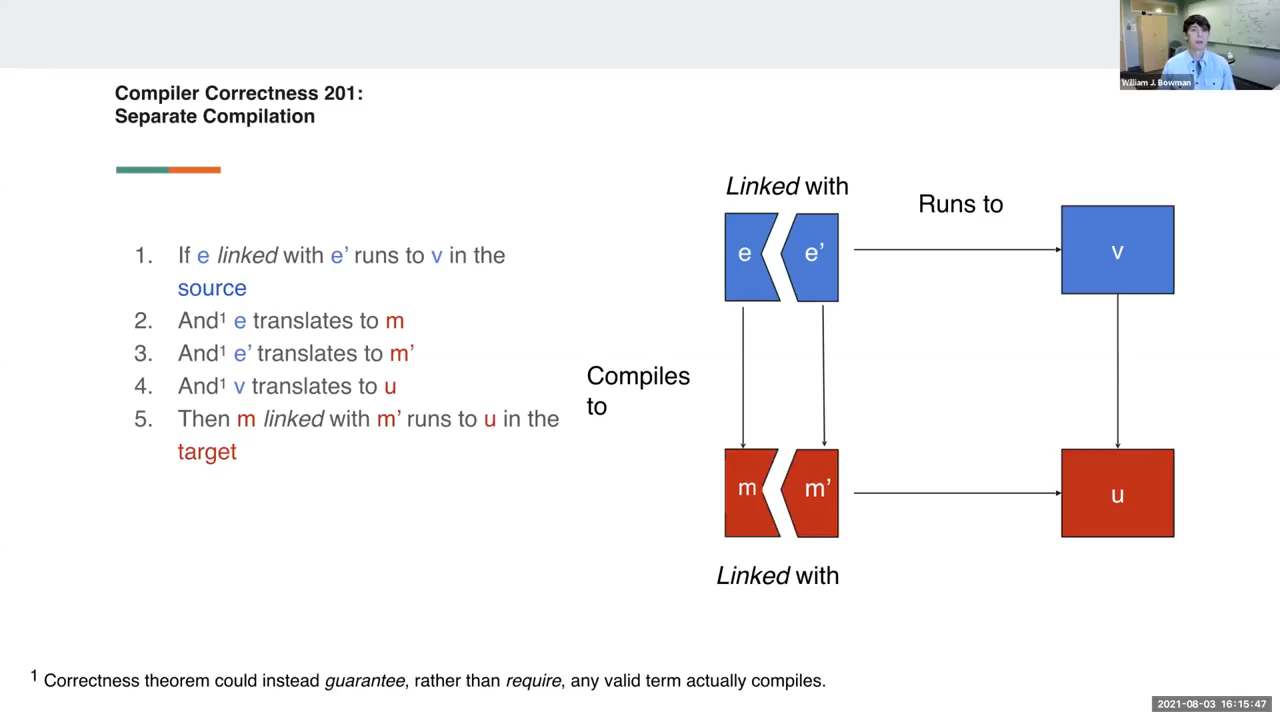 William J. Bowman
Compiler Correctness 201:
Separate Compilation
1. If e linked with e’ runs to v in the
source
2. And¹ e translates to m
3. And¹ e’ translates to m’
4. And¹ v translates to u
5. Then m linked with m’ runs to u in the
target
Linked with
Runs to
e
e’
v
Compiles
to
m
m’
u
Linked with
¹ Correctness theorem could instead guarantee, rather than require, any valid term actually compiles.
2021-08-03 16:15:47